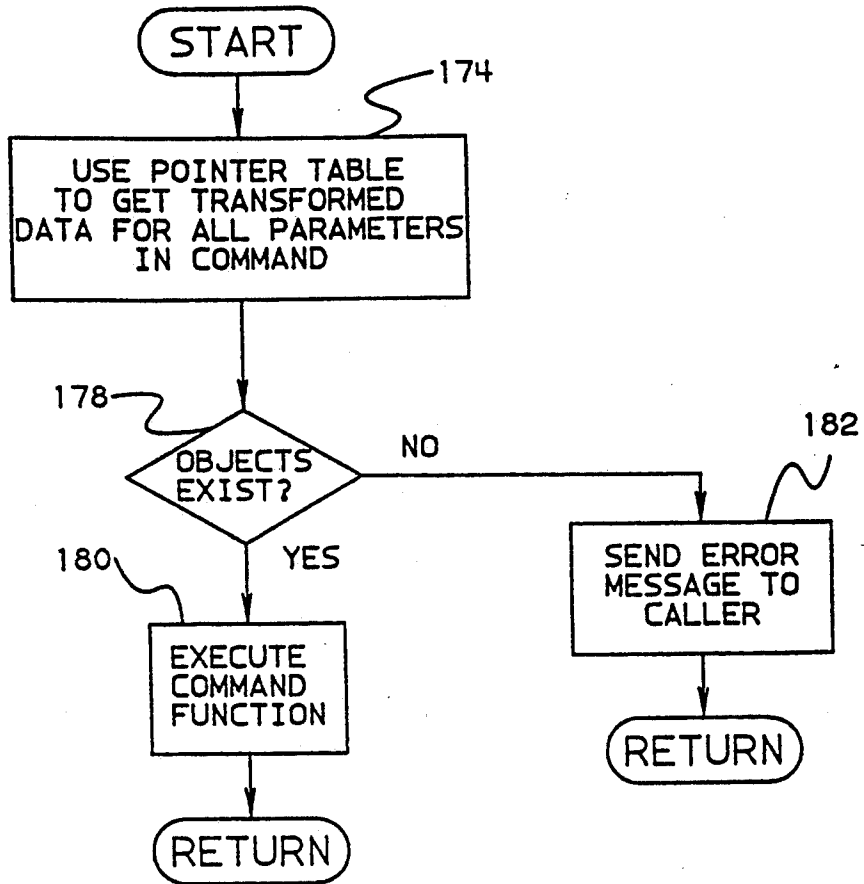 START
174
USE POINTER TABLE
TO GET TRANSFORMED
DATA FOR ALL PARAMETERS
IN COMMAND
178
OBJECTS
EXIST?
NO
182
YES
180
SEND ERROR
MESSAGE TO
CALLER
EXECUTE
COMMAND
FUNCTION
RETURN
RETURN